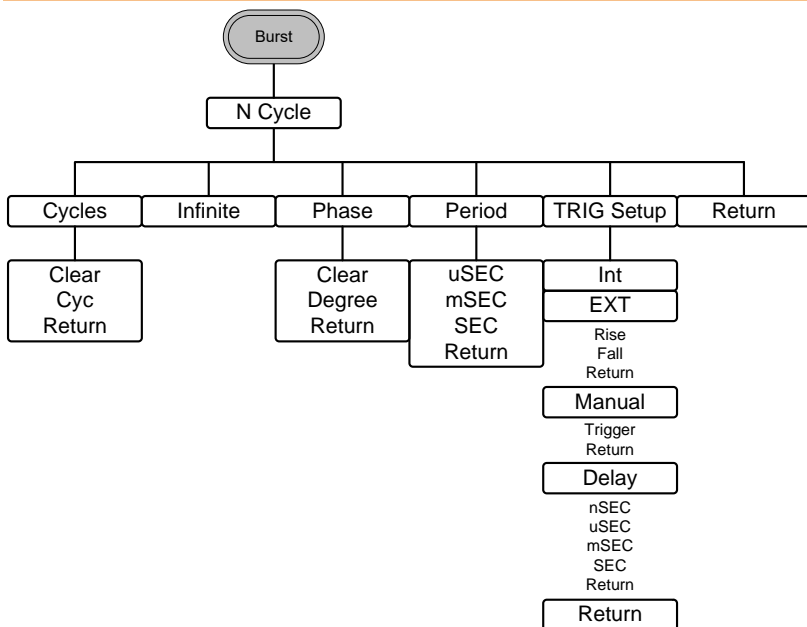 Burst
N Cycle
Cycles
Infinite
Phase
Period
TRIG Setup
Return
Clear
Cyc
Return
Clear
Degree
Return
uSEC
mSEC
SEC
Return
Int
EXT
Rise
Fall
Return
Manual
Trigger
Return
Delay
nSEC
uSEC
mSEC
SEC
Return
Return